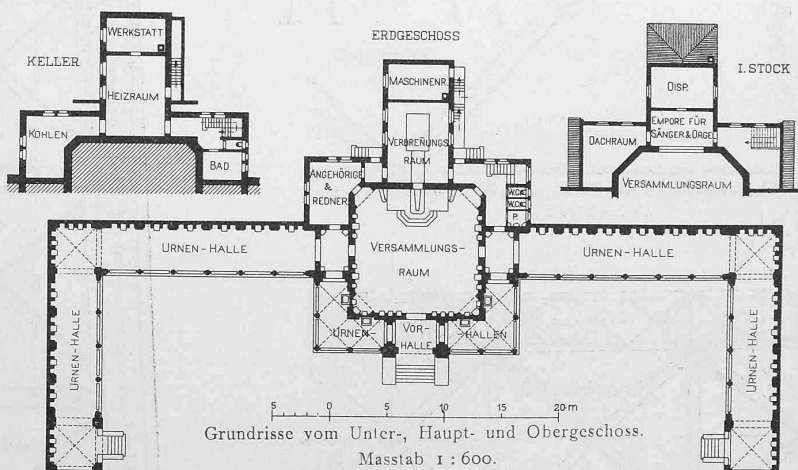 KELLER
WERKSTATT
HEIZRAUM
KOHLEN
BAD
ERDGESCHOSS
MASCHINENR.
VERBRENUNGS
RAUM
ANGEHÖRIGE
&
REDNER
W.C.
W.C.
P.
VERSAMMLUNGS-
RAUM
URNEN-
VOR-
HALLE
-HALLEN
I. STOCK
DISP.
EMPORE FÜR
SÄNGER & ORGEL
DACHRAUM
VERSAMMLUNGSRAUM
URNEN-HALLE
URNEN-HALLE
URNEN-HALLE
URNEN-HALLE
5 0 5 10 15 20 m
Grundrisse vom Unter-, Haupt- und Obergeschoss.
Masstab 1 : 600.